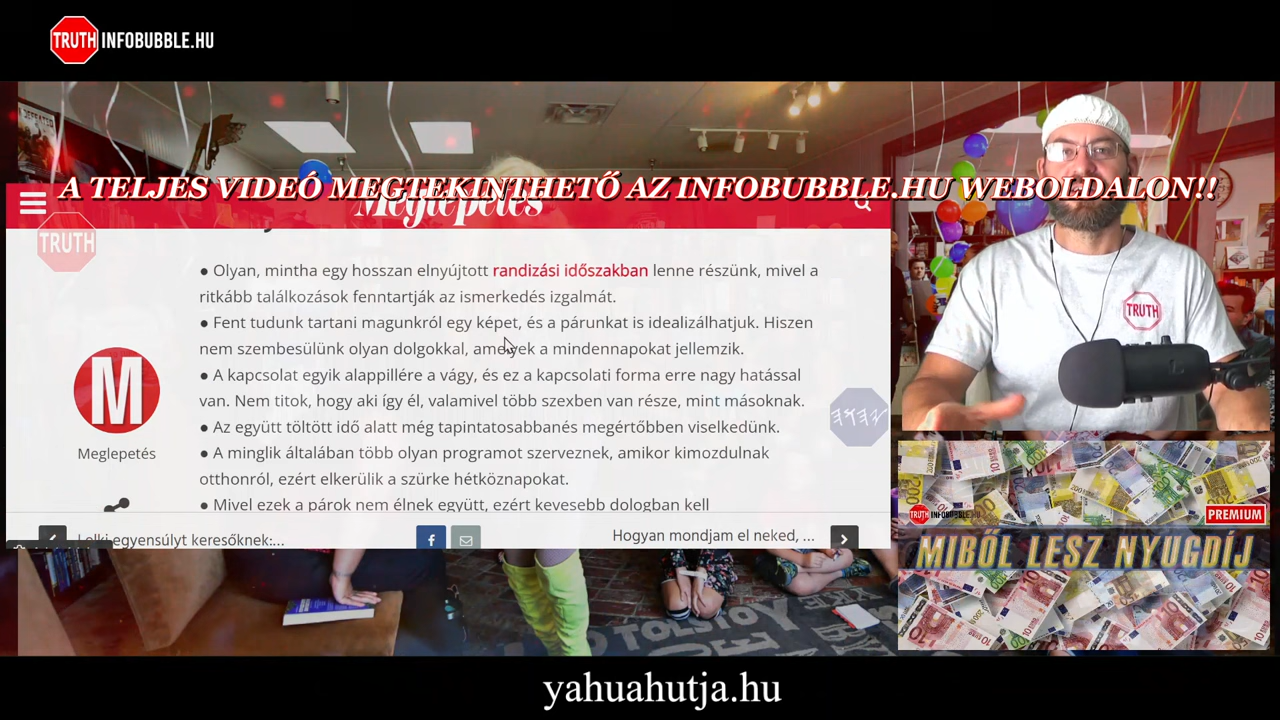 TRUTH INFOBUBBLE.HU
A TELJES VIDEÓ MEGTEKINTHETŐ AZ INFOBUBBLE.HU WEBOLDALON!!
Meglepetés
TRUTH
● Olyan, mintha egy hosszan elnyújtott randizási időszakban lenne részünk, mivel a
ritkább találkozások fenntartják az ismerkedés izgalmát.
● Fent tudunk tartani magunkról egy képet, és a párunkat is idealizálhatjuk. Hiszen
nem szembesülünk olyan dolgokkal, amelyek a mindennapokat jellemzik.
● A kapcsolat egyik alappillére a vágy, és ez a kapcsolati forma erre nagy hatással
van. Nem titok, hogy aki így él, valamivel több szexben van része, mint másoknak.
● Az együtt töltött idő alatt még tapintatosabbanés megértőbben viselkedünk.
● A minglik általában több olyan programot szerveznek, amikor kimozdulnak
otthonról, ezért elkerülik a szürke hétköznapokat.
● Mivel ezek a párok nem élnek együtt, ezért kevesebb dologban kell
M
Meglepetés
Lelki egyensúlyt keresőknek:...
f
Hogyan mondjam el neked, ...
TRUTH
TRUTH INFOBUBBLE.HU
PREMIUM
MIBŐL LESZ NYUGDÍJ
TOLSTOY
yahuahutja.hu